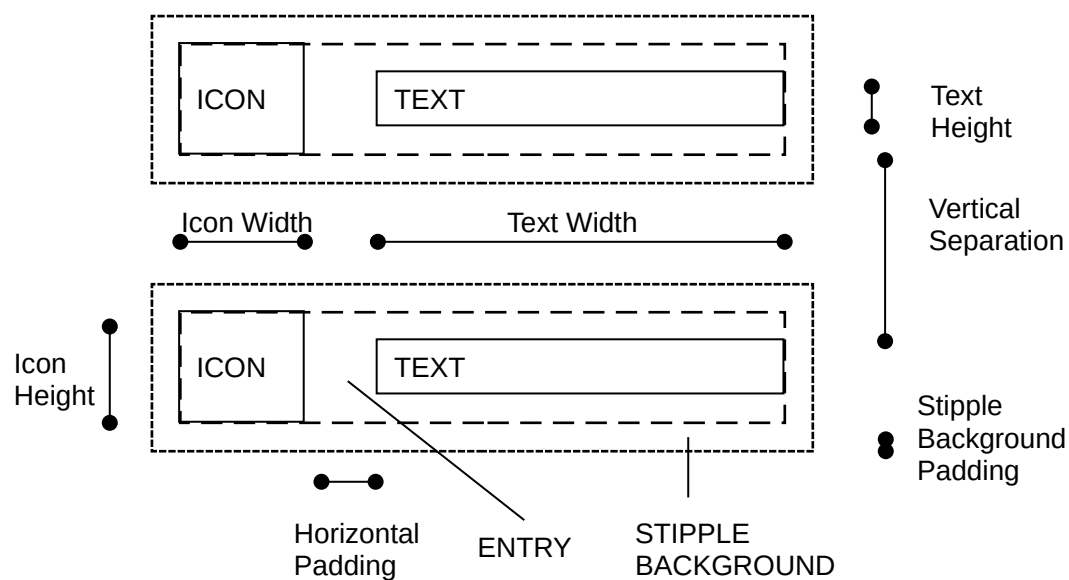 ICON
TEXT
Text
Height
Icon Width
Text Width
Vertical
Separation
ICON
TEXT
Icon
Height
Stipple
Background
Padding
Horizontal
Padding
ENTRY
STIPPLE
BACKGROUND